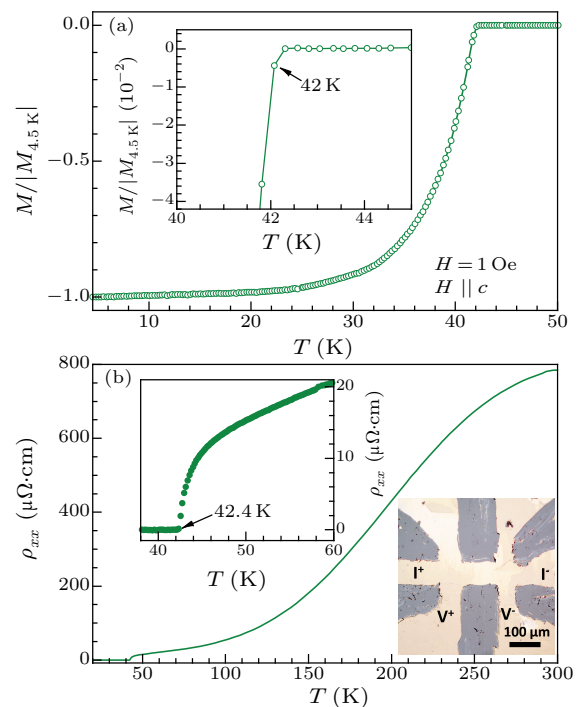 (a)
M/|M4.5 K|
0.0
−0.5
−1.0
M/|M4.5 K| (10−2)
0
−1
−2
−3
−4
42 K
40 42 44
T (K)
H = 1 Oe
H || c
10 20 30 40 50
T (K)
(b)
ρxx (μΩ·cm)
800
600
400
200
0
20
10
0
ρxx (μΩ·cm)
42.4 K
40 50 60
T (K)
I+ I-
V+ V-
100 μm
50 100 150 200 250 300
T (K)